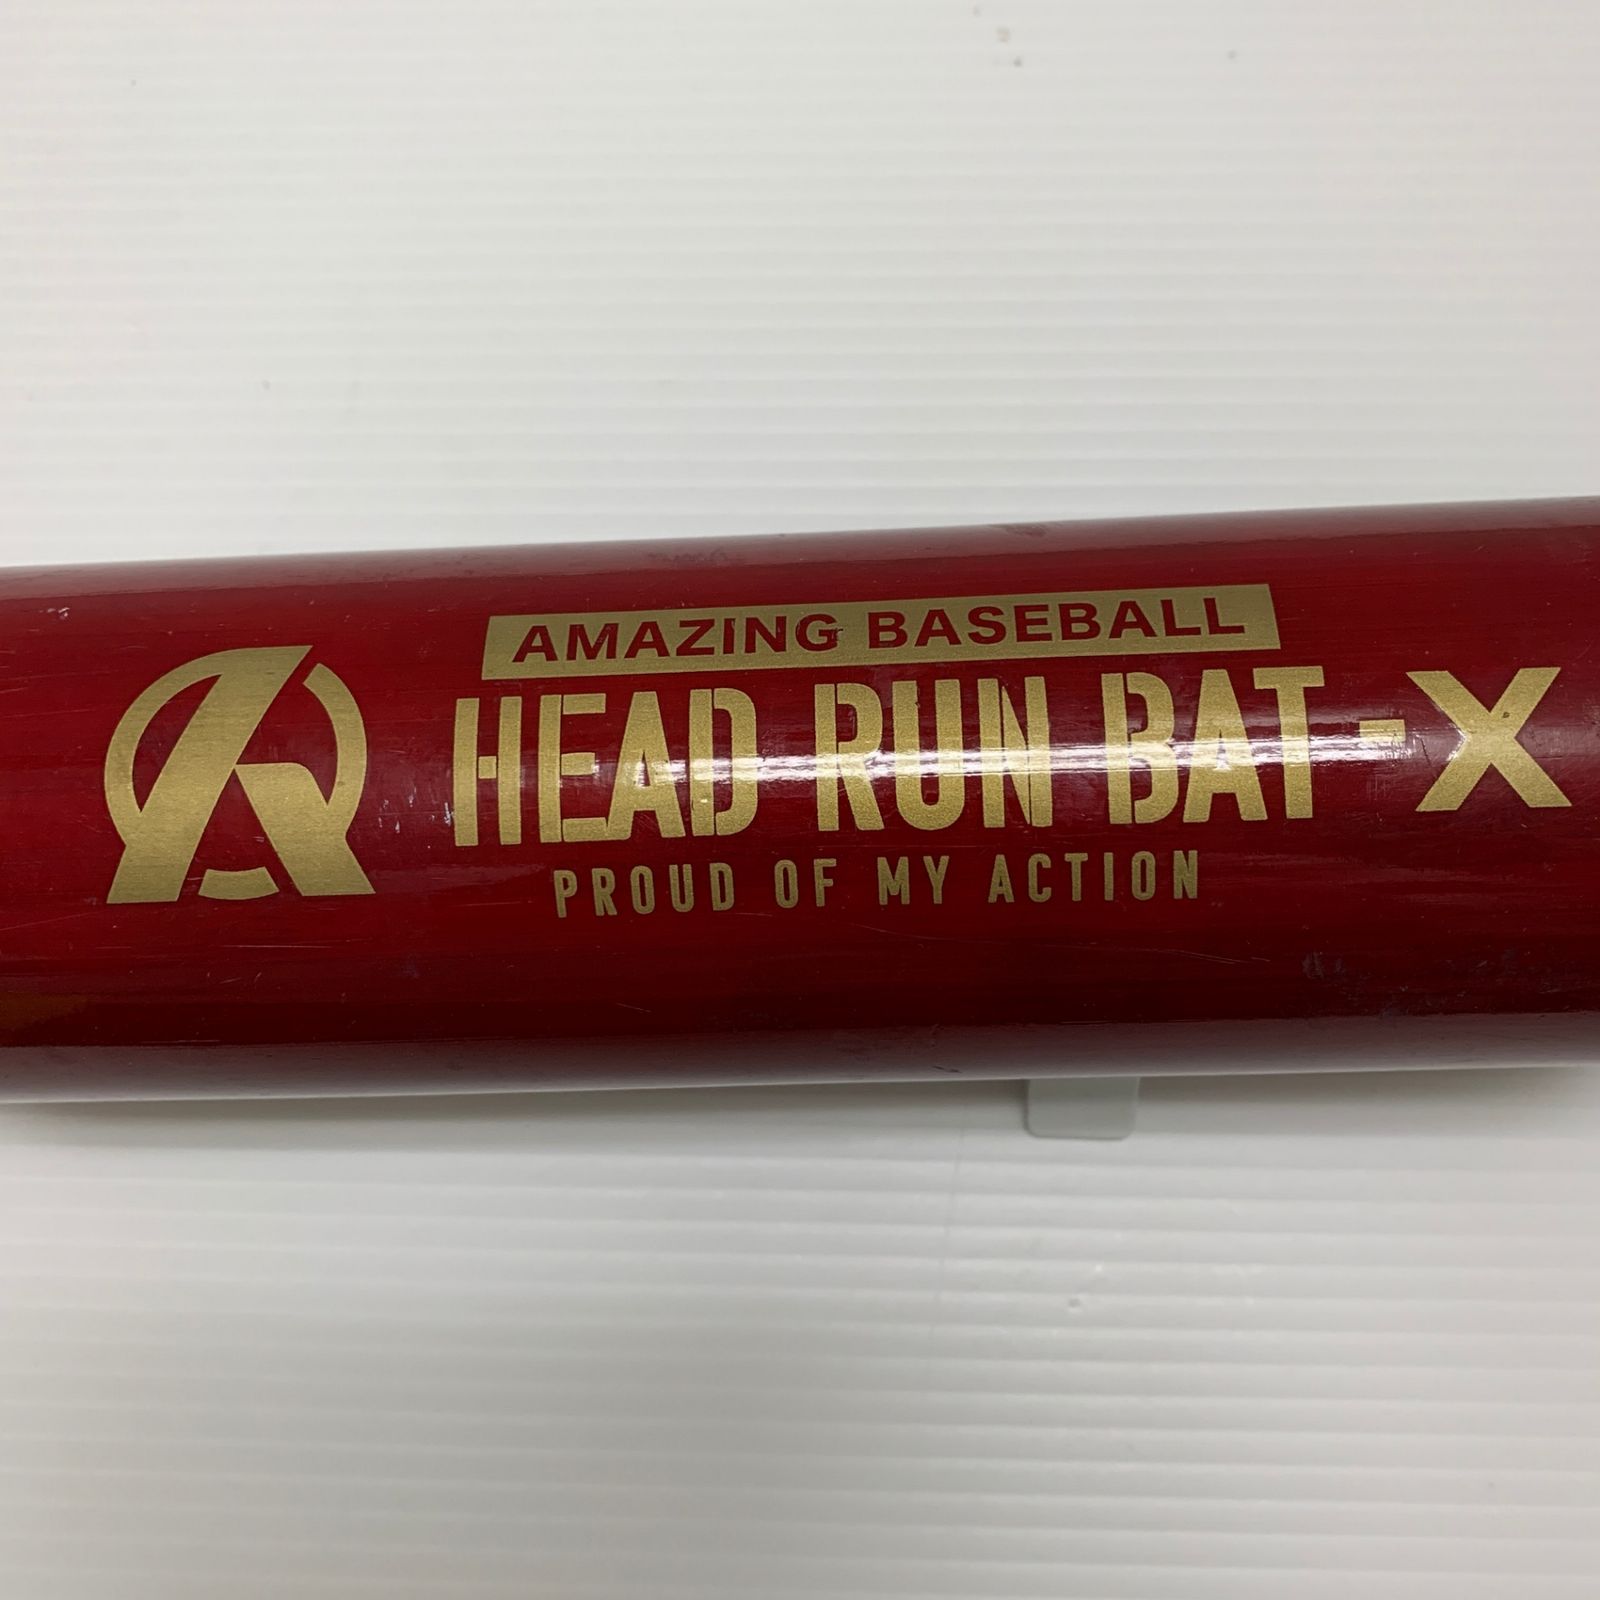 AMAZING BASEBALL
HEAD RUN BAT-X
PROUD OF MY ACTION